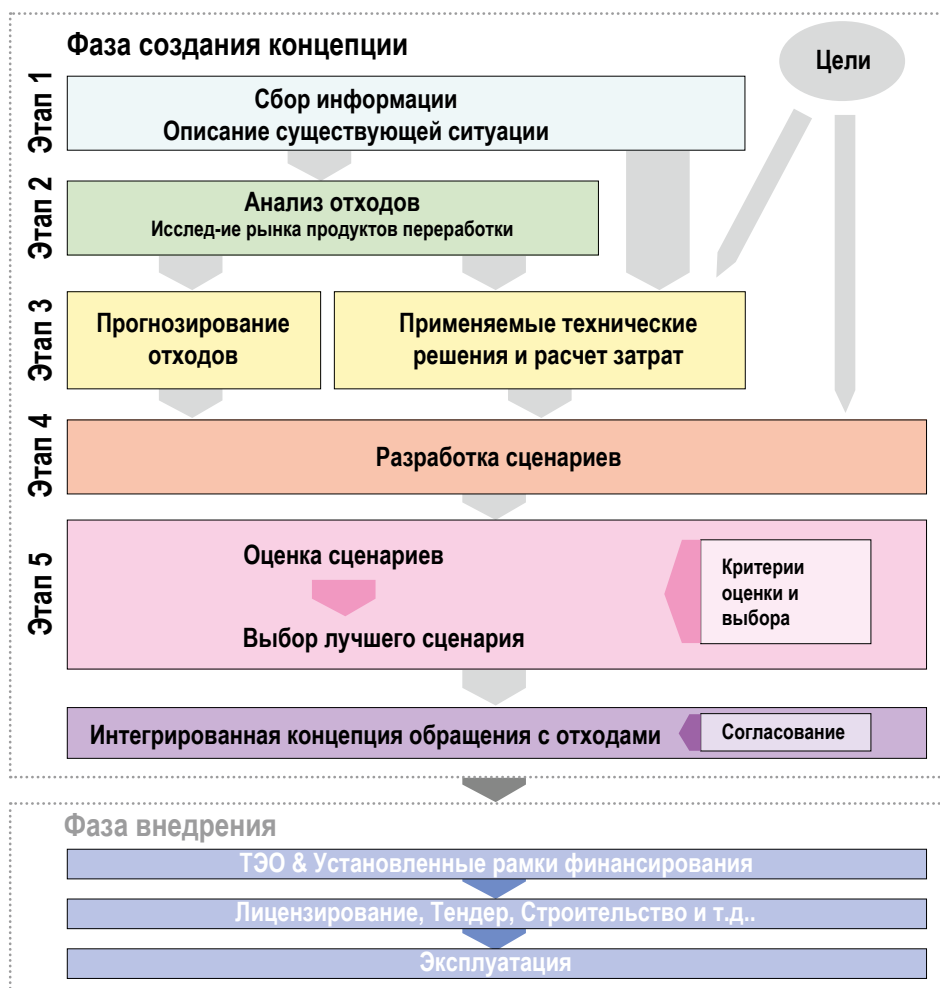 Фаза создания концепции
Цели
Этап 1
Сбор информации
Описание существующей ситуации
Этап 2
Анализ отходов
Исслед-ие рынка продуктов переработки
Этап 3
Прогнозирование
отходов
Применяемые технические
решения и расчет затрат
Этап 4
Разработка сценариев
Этап 5
Оценка сценариев
Выбор лучшего сценария
Критерии
оценки и
выбора
Интегрированная концепция обращения с отходами
Согласование
Фаза внедрения
ТЭО & Установленные рамки финансирования
Лицензирование, Тендер, Строительство и т.д..
Эксплуатация